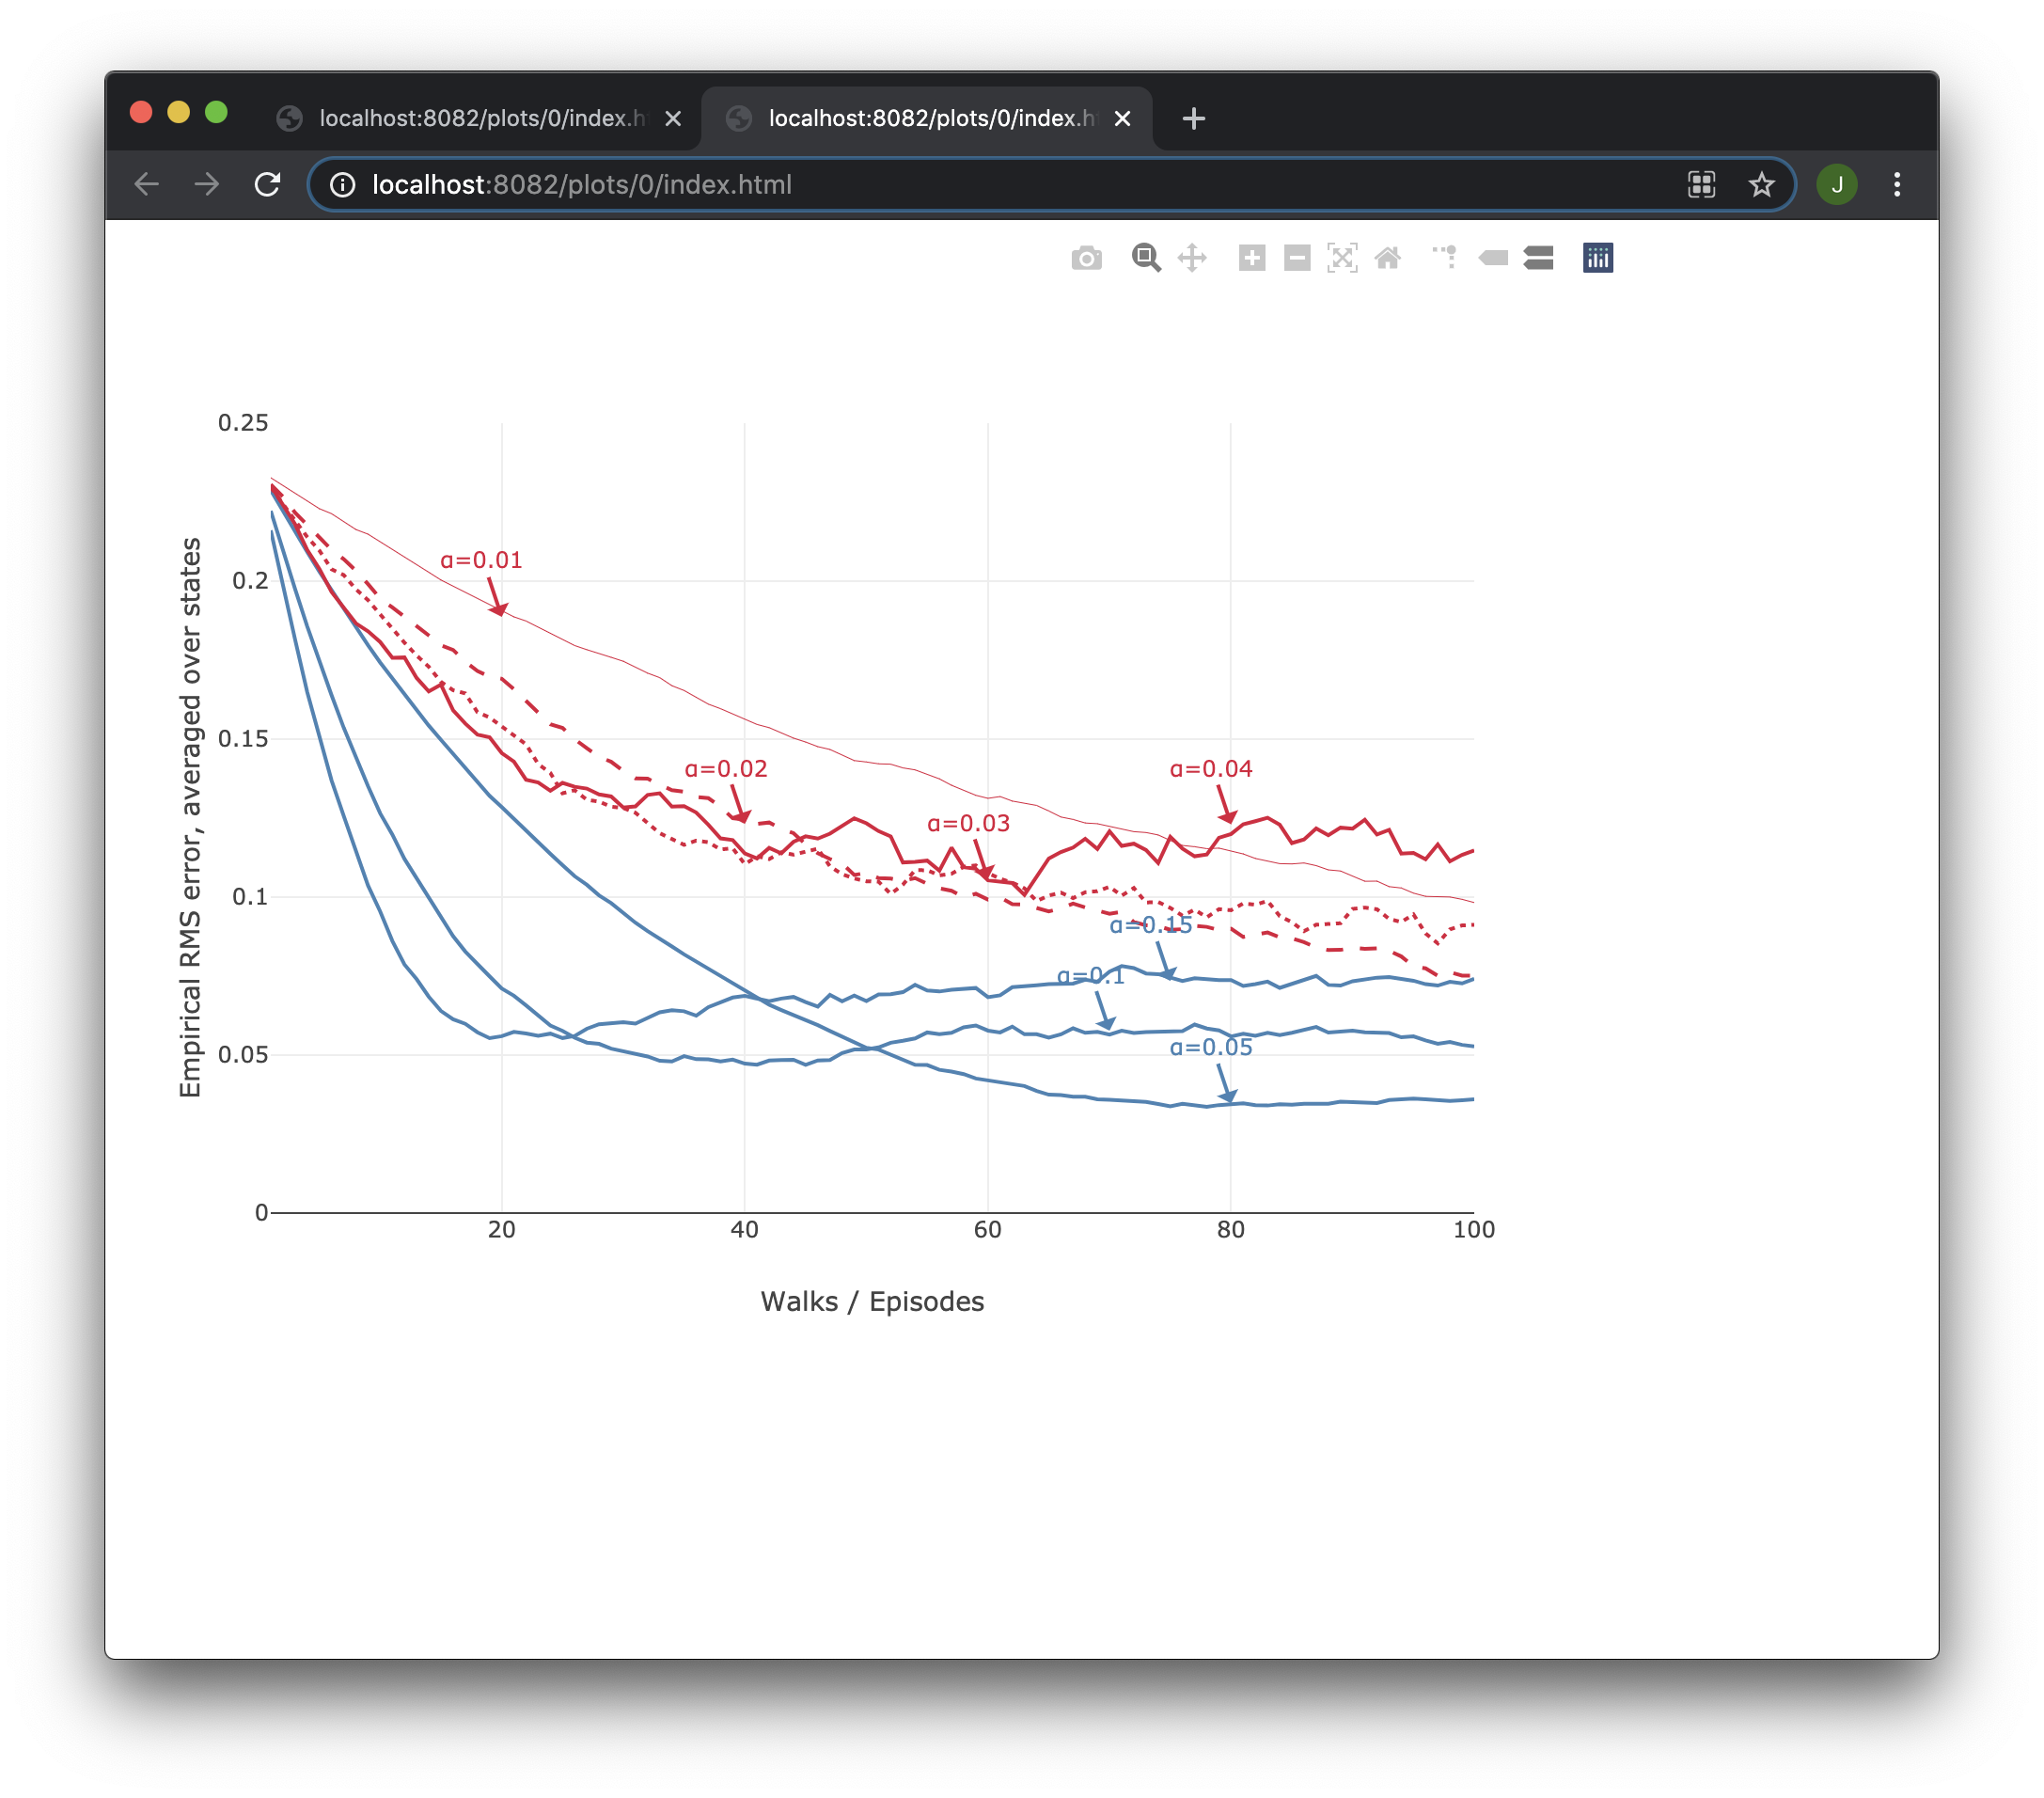 localhost:8082/plots/0/index.h
localhost:8082/plots/0/index.h
localhost:8082/plots/0/index.html
J
0.25
0.2
0.15
0.1
0.05
0
Empirical RMS error, averaged over states
α=0.01
α=0.02
α=0.04
α=0.03
α=0.15
α=0.1
α=0.05
20
40
60
80
100
Walks / Episodes